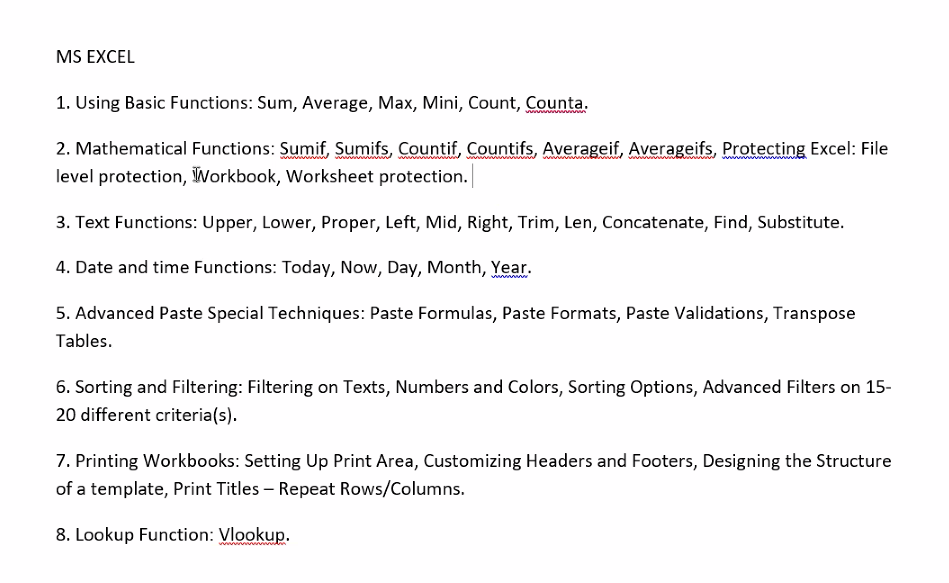 MS EXCEL
1. Using Basic Functions: Sum, Average, Max, Mini, Count, Counta.
2. Mathematical Functions: Sumif, Sumifs, Countif, Countifs, Averageif, Averageifs, Protecting Excel: File
level protection, Workbook, Worksheet protection.
3. Text Functions: Upper, Lower, Proper, Left, Mid, Right, Trim, Len, Concatenate, Find, Substitute.
4. Date and time Functions: Today, Now, Day, Month, Year.
5. Advanced Paste Special Techniques: Paste Formulas, Paste Formats, Paste Validations, Transpose
Tables.
6. Sorting and Filtering: Filtering on Texts, Numbers and Colors, Sorting Options, Advanced Filters on 15-
20 different criteria(s).
7. Printing Workbooks: Setting Up Print Area, Customizing Headers and Footers, Designing the Structure
of a template, Print Titles – Repeat Rows/Columns.
8. Lookup Function: Vlookup.